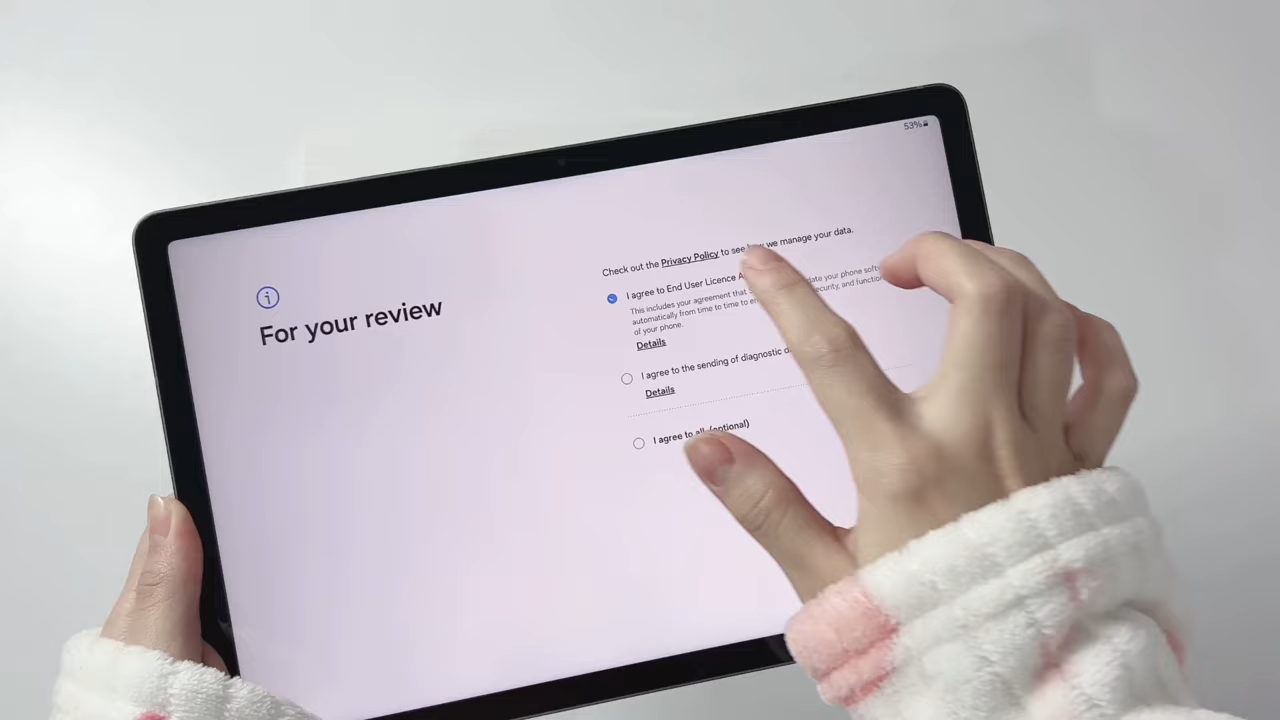 53%
For your review
Check out the Privacy Policy to see how we manage your data.
I agree to End User Licence
This includes your agreement that date your phone
automatically from time to time to security, and
of your phone.
Details
I agree to the sending of diagnostic
Details
I agree to all (optional)